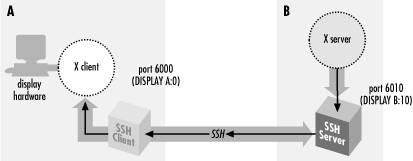 A
B
X client
X server
display
hardware
port 6000
(DISPLAY A:0)
port 6010
(DISPLAY B:10)
SSH
Client
SSH
SSH
Server